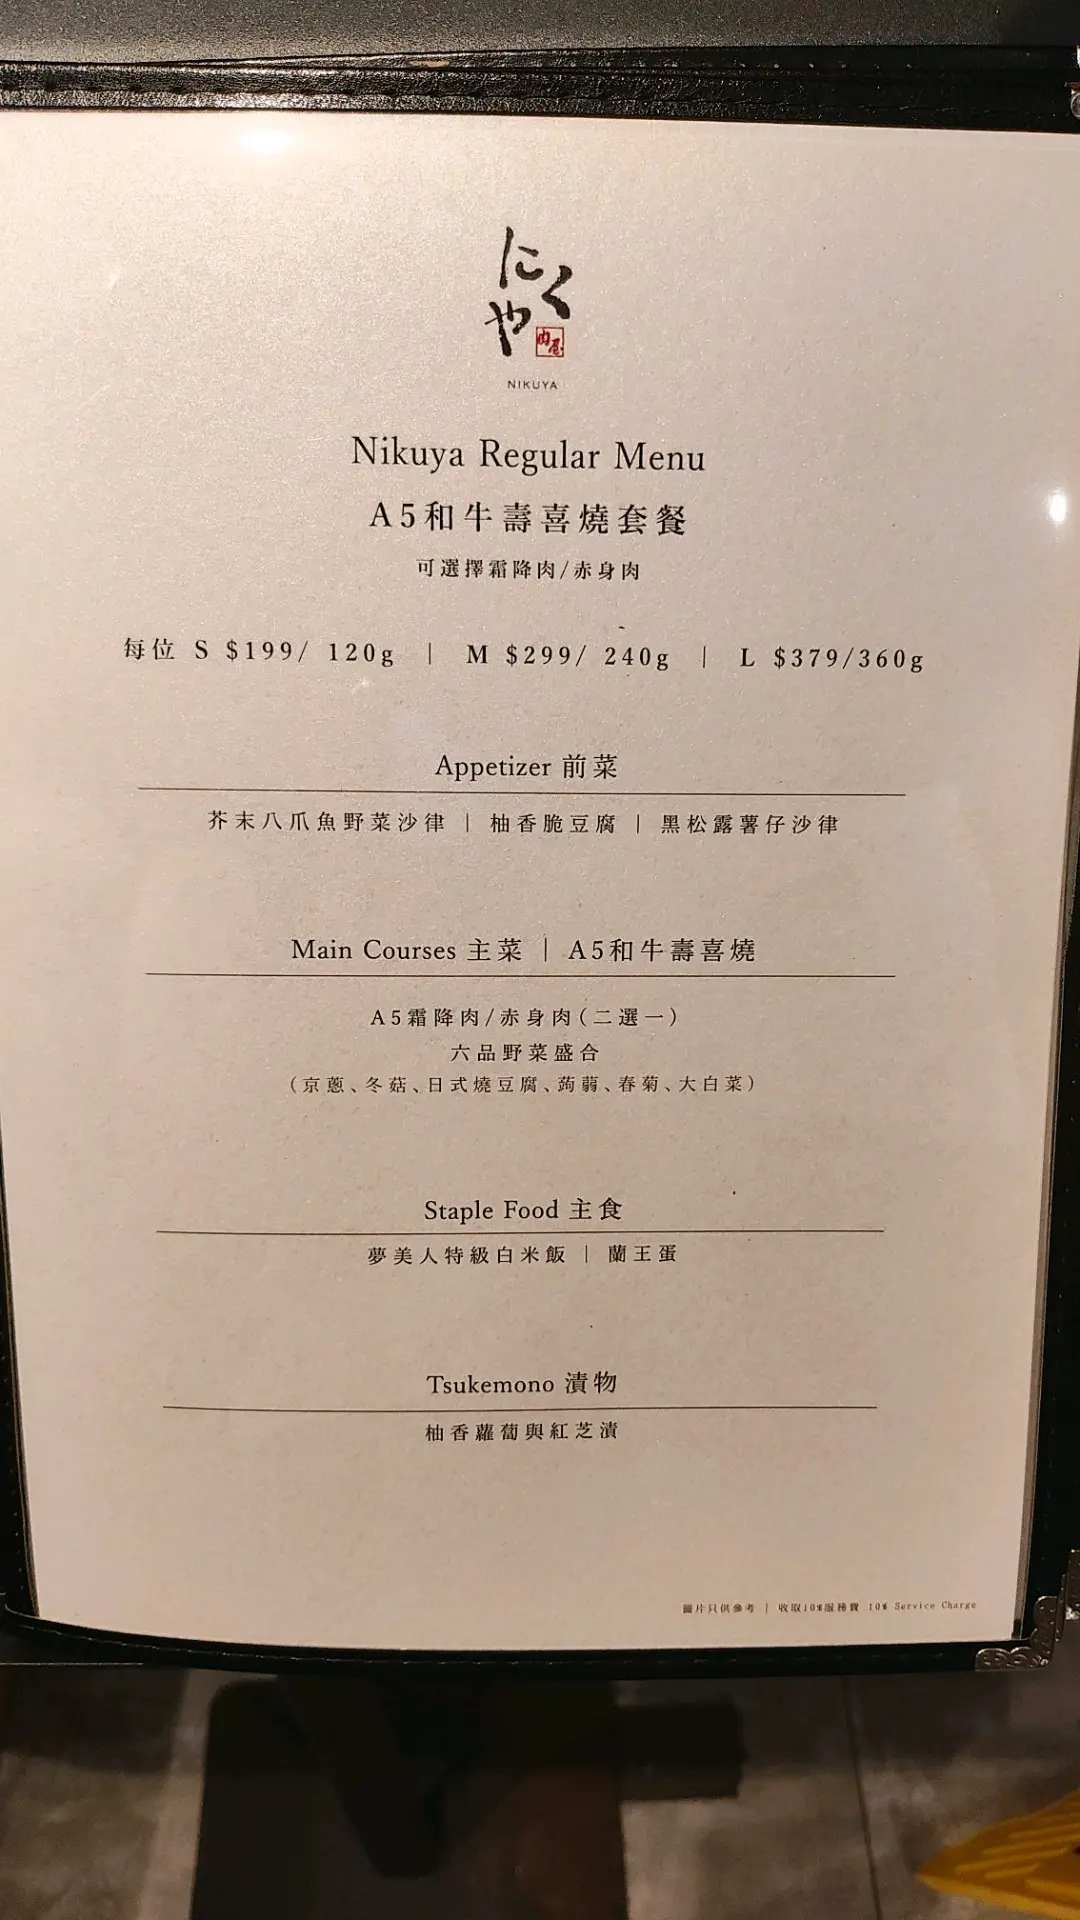 にくや
肉屋
NIKUYA
Nikuya Regular Menu
A5和牛壽喜燒套餐
可選擇霜降肉/赤身肉
每位 S $199/ 120g | M $299/ 240g | L $379/360g
Appetizer 前菜
芥末八爪魚野菜沙律 | 柚香脆豆腐 | 黑松露薯仔沙律
Main Courses 主菜 | A5和牛壽喜燒
A5霜降肉/赤身肉(二選一)
六品野菜盛合
(京蔥、冬菇、日式燒豆腐、蒟蒻、春菊、大白菜)
Staple Food 主食
夢美人特級白米飯 | 蘭王蛋
Tsukemono 漬物
柚香蘿蔔與紅芝漬
圖片只供參考 | 收取10%服務費 10% Service Charge